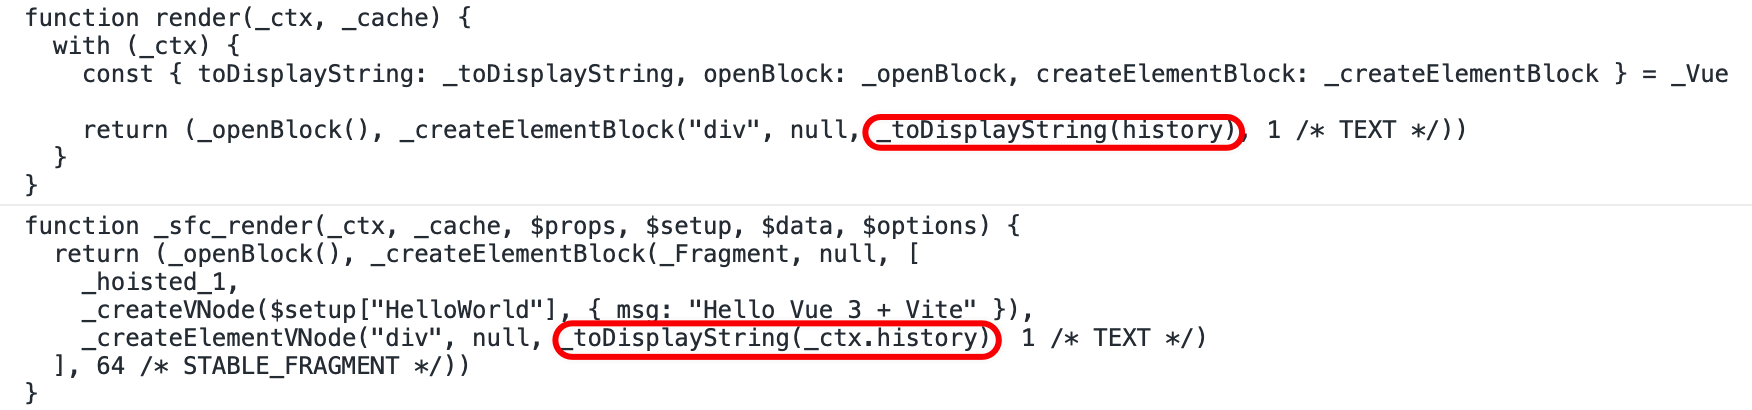 function render(_ctx, _cache) {
  with (_ctx) {
    const { toDisplayString: _toDisplayString, openBlock: _openBlock, createElementBlock: _createElementBlock } = _Vue

    return (_openBlock(), _createElementBlock("div", null, _toDisplayString(history), 1 /* TEXT */))
  }
}
function _sfc_render(_ctx, _cache, $props, $setup, $data, $options) {
  return (_openBlock(), _createElementBlock(_Fragment, null, [
    _hoisted_1,
    _createVNode($setup["HelloWorld"], { msg: "Hello Vue 3 + Vite" }),
    _createElementVNode("div", null, _toDisplayString(_ctx.history) 1 /* TEXT */)
  ], 64 /* STABLE_FRAGMENT */))
}